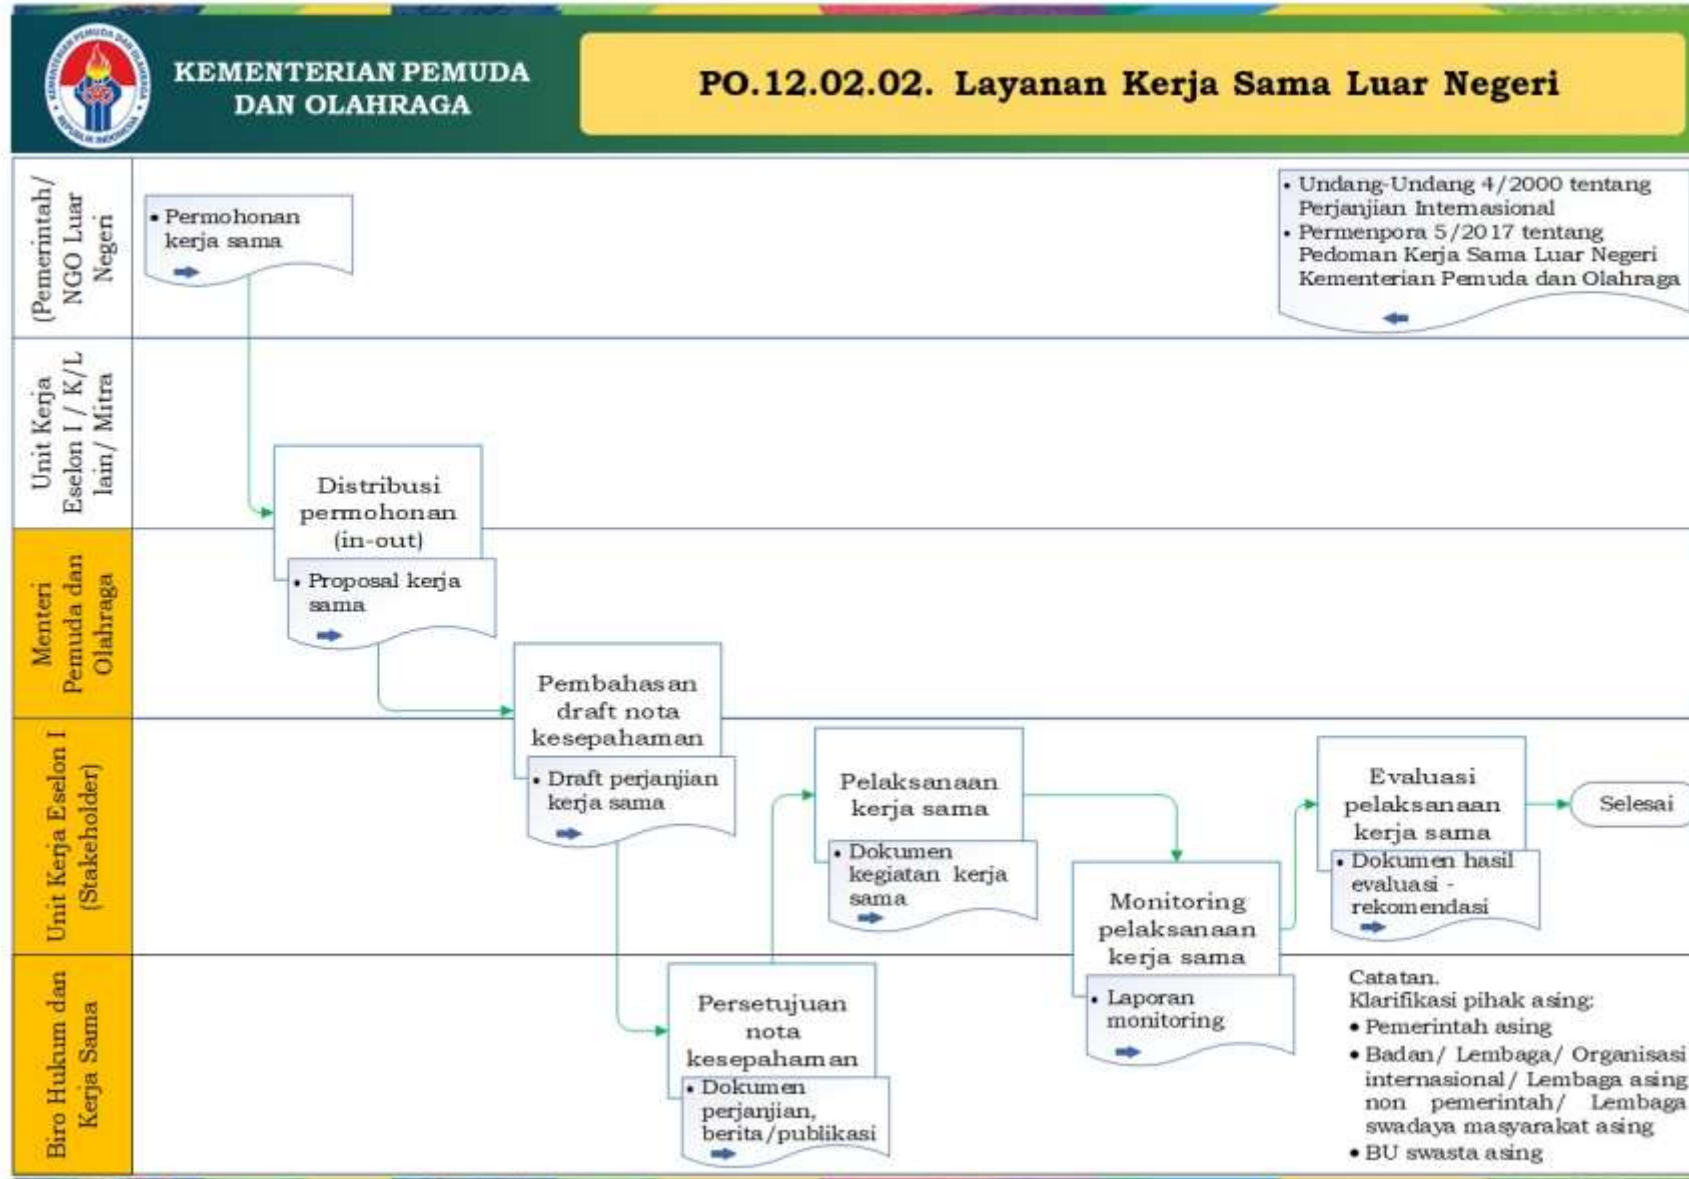 KEMENTERIAN PEMUDA DAN OLAHRAGA
REPUBLIK INDONESIA
KEMENTERIAN PEMUDA
DAN OLAHRAGA
PO.12.02.02. Layanan Kerja Sama Luar Negeri
(Pemerintah/
NGO Luar
Negeri
• Permohonan
kerja sama
• Undang-Undang 4/2000 tentang
Perjanjian Internasional
• Permenpora 5/2017 tentang
Pedoman Kerja Sama Luar Negeri
Kementerian Pemuda dan Olahraga
Unit Kerja
Eselon I / K/L
lain/ Mitra
Distribusi
permohonan
(in-out)
• Proposal kerja
sama
Menteri
Pemuda dan
Olahraga
Pembahasan
draft nota
kesepahaman
• Draft perjanjian
kerja sama
Unit Kerja Eselon I
(Stakeholder)
Pelaksanaan
kerja sama
• Dokumen
kegiatan kerja
sama
Monitoring
pelaksanaan
kerja sama
• Laporan
monitoring
Evaluasi
pelaksanaan
kerja sama
• Dokumen hasil
evaluasi -
rekomendasi
Selesai
Biro Hukum dan
Kerja Sama
Persetujuan
nota
kesepahaman
• Dokumen
perjanjian,
berita/publikasi
Catatan.
Klarifikasi pihak asing:
• Pemerintah asing
• Badan/ Lembaga/ Organisasi
internasional/ Lembaga asing
non pemerintah/ Lembaga
swadaya masyarakat asing
• BU swasta asing